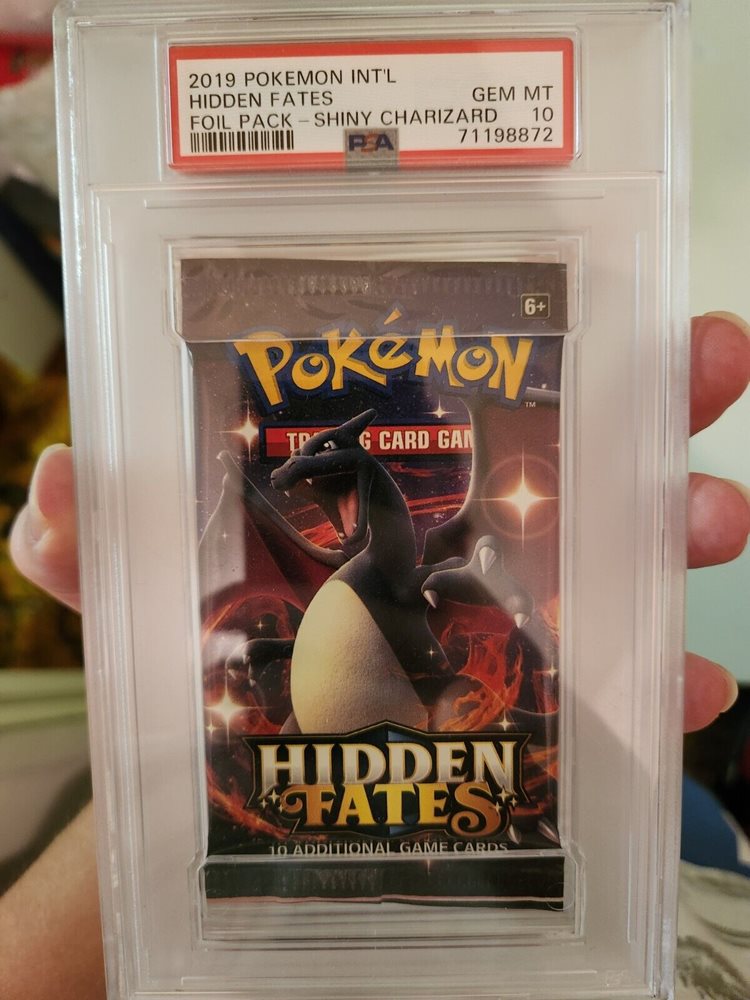 2019 POKEMON INT'L
HIDDEN FATES GEM MT
FOIL PACK - SHINY CHARIZARD 10
PSA 71198872
6+
POKéMON
TM
G CARD
HIDDEN
FATES
10 ADDITIONAL GAME CARDS